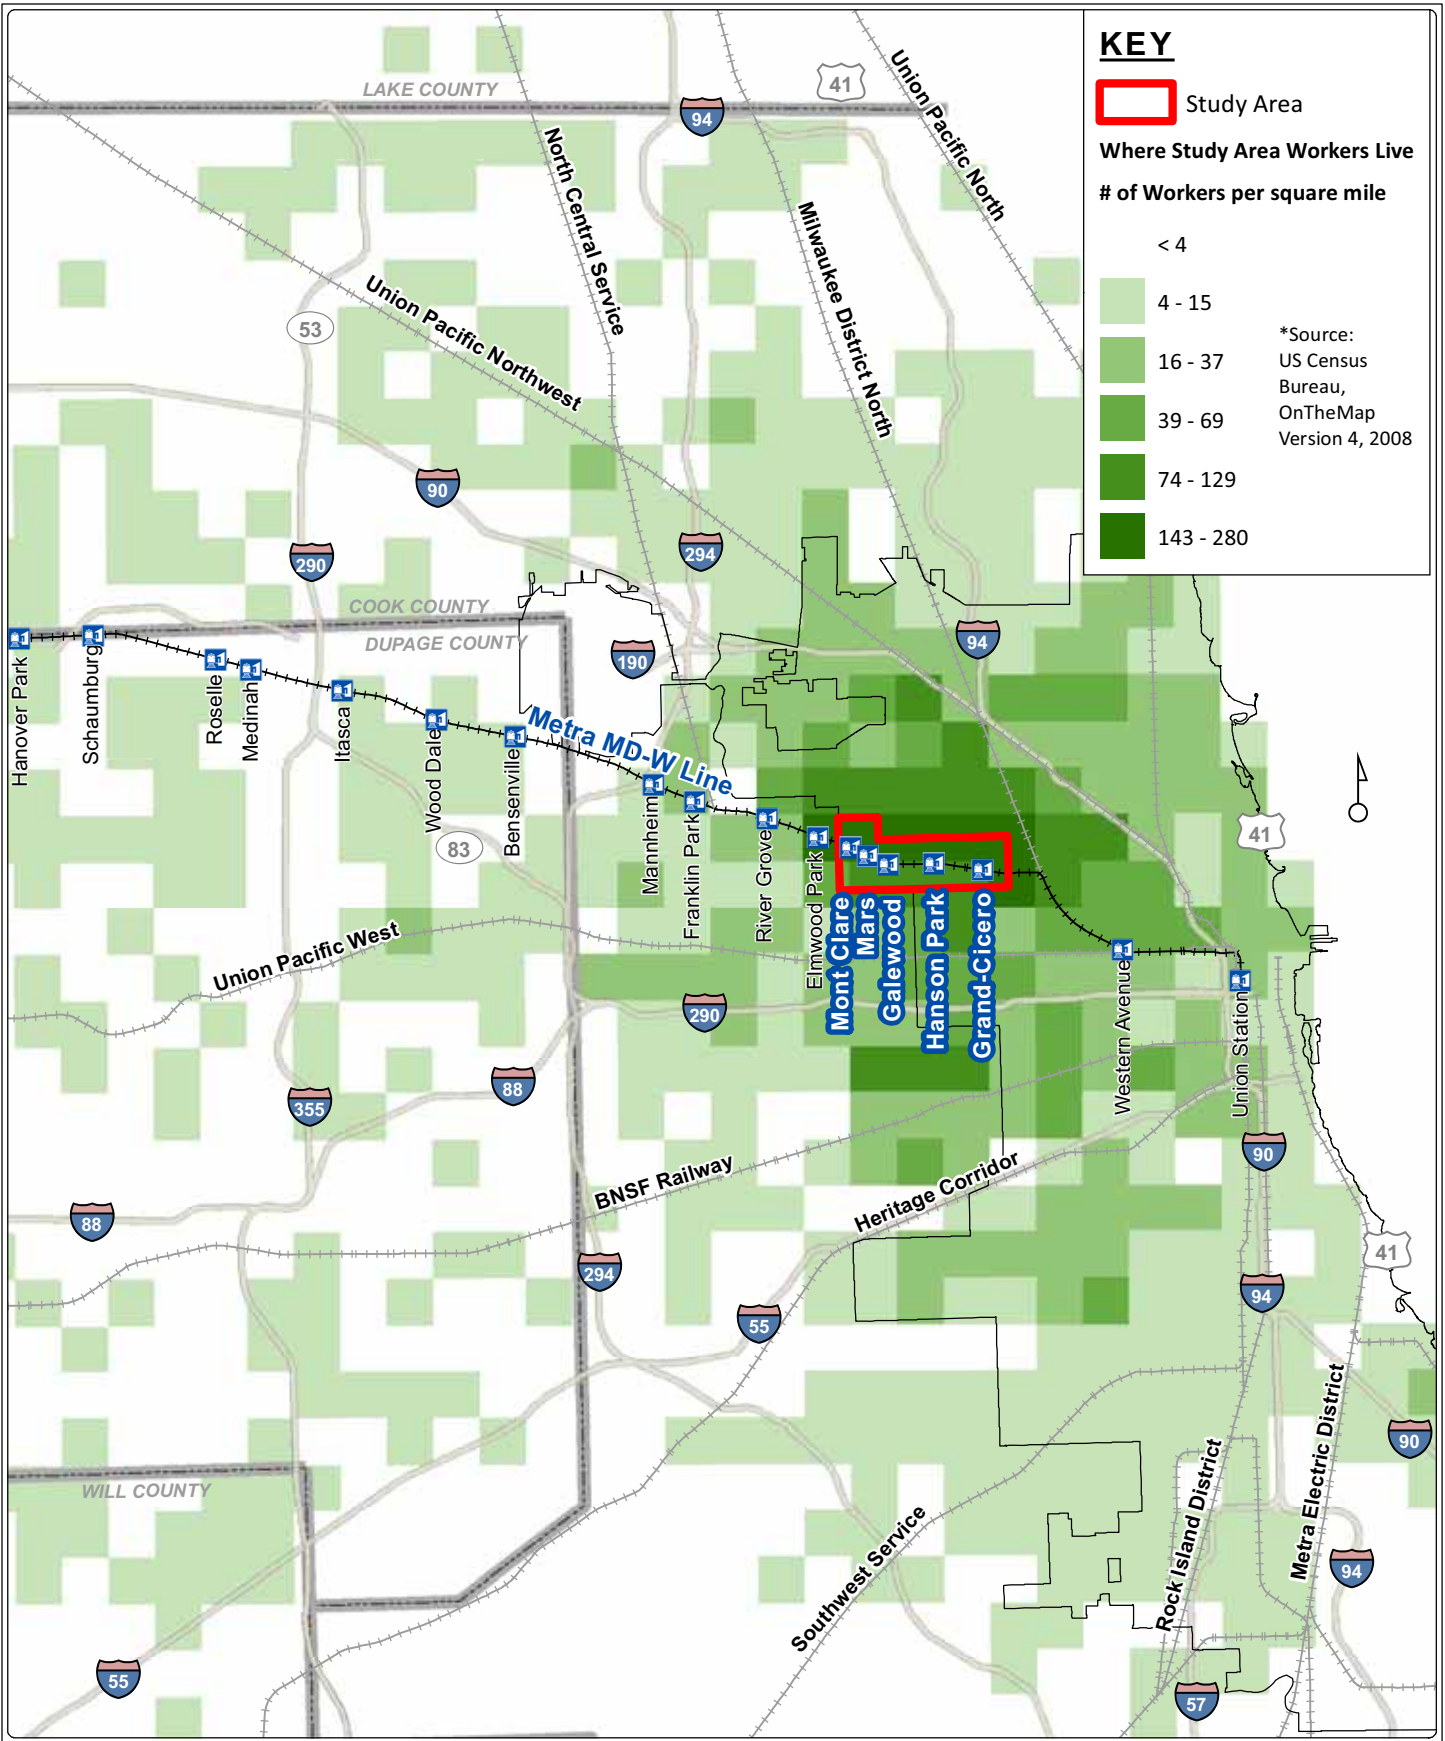 KEY
Study Area
Where Study Area Workers Live
# of Workers per square mile
< 4
4 - 15
16 - 37
39 - 69
74 - 129
143 - 280
*Source:
US Census
Bureau,
OnTheMap
Version 4, 2008
LAKE COUNTY
41
94
Union Pacific North
North Central Service
Milwaukee District North
Union Pacific Northwest
53
90
290
294
COOK COUNTY
DUPAGE COUNTY
190
94
Hanover Park
Schaumburg
Roselle
Medinah
Itasca
Wood Dale
Bensenville
Metra MD-W Line
Mannheim
Franklin Park
River Grove
Elmwood Park
Mont Clare
Mars
Galewood
Hanson Park
Grand-Cicero
Western Avenue
Union Station
83
41
Union Pacific West
290
88
355
90
BNSF Railway
Heritage Corridor
88
294
41
94
55
90
WILL COUNTY
Southwest Service
Rock Island District
Metra Electric District
94
55
57